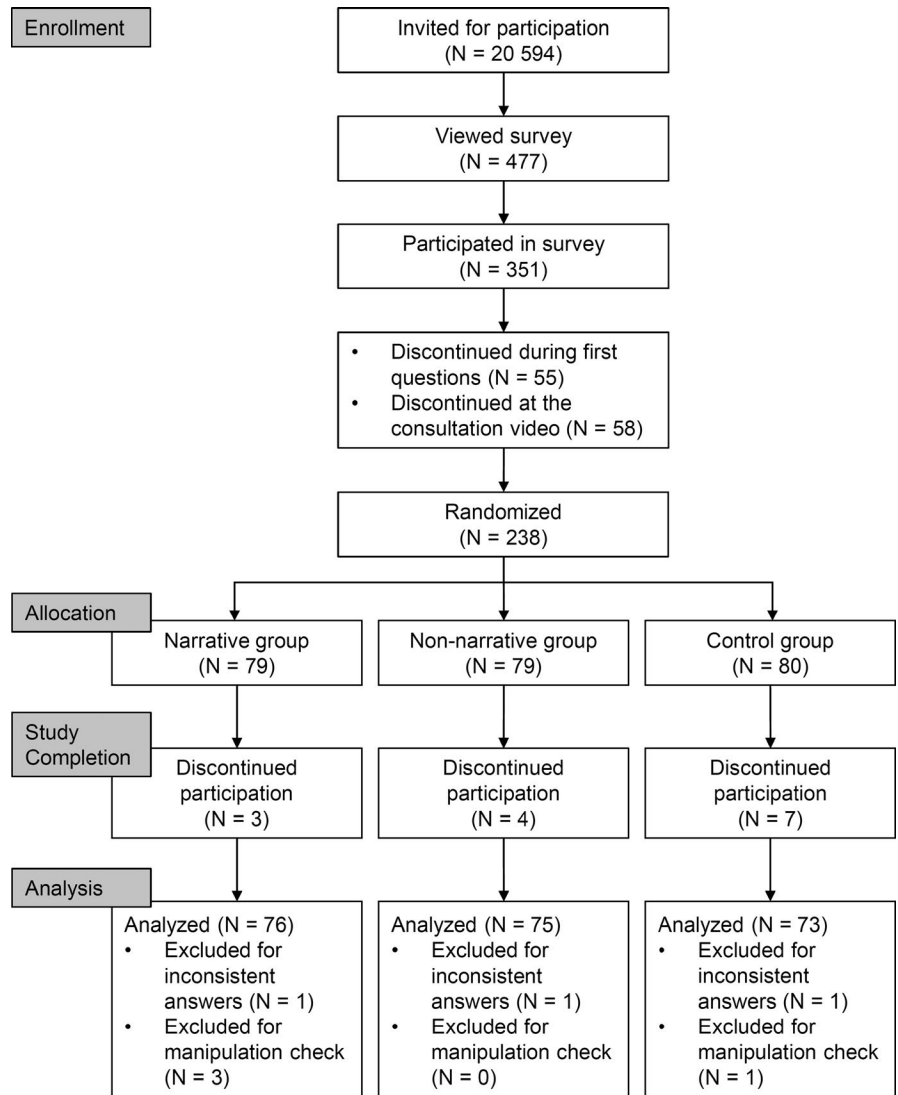 Enrollment
Invited for participation
(N = 20 594)
Viewed survey
(N = 477)
Participated in survey
(N = 351)
• Discontinued during first
questions (N = 55)
• Discontinued at the
consultation video (N = 58)
Randomized
(N = 238)
Allocation
Narrative group
(N = 79)
Non-narrative group
(N = 79)
Control group
(N = 80)
Study
Completion
Discontinued
participation
(N = 3)
Discontinued
participation
(N = 4)
Discontinued
participation
(N = 7)
Analysis
Analyzed (N = 76)
• Excluded for
inconsistent
answers (N = 1)
• Excluded for
manipulation check
(N = 3)
Analyzed (N = 75)
• Excluded for
inconsistent
answers (N = 1)
• Excluded for
manipulation check
(N = 0)
Analyzed (N = 73)
• Excluded for
inconsistent
answers (N = 1)
• Excluded for
manipulation check
(N = 1)